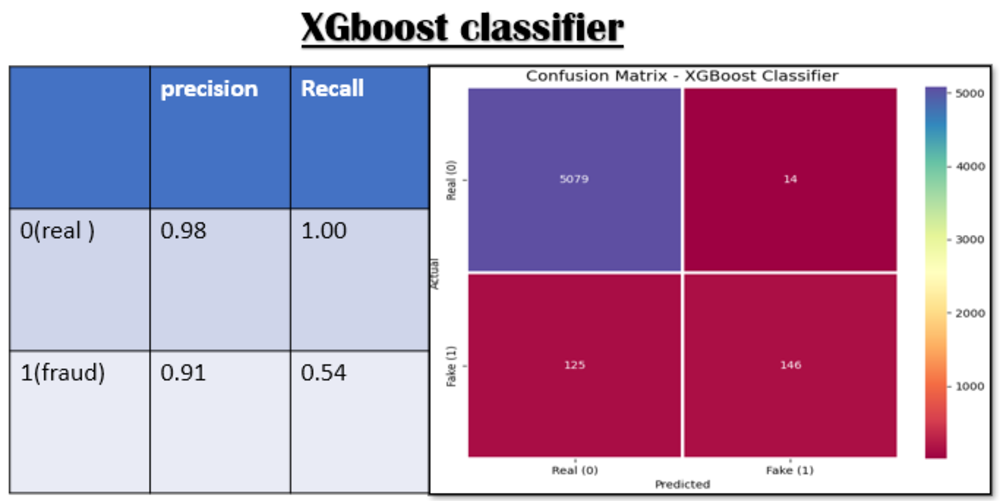 XGboost classifier
precision Recall
0(real ) 0.98 1.00
1(fraud) 0.91 0.54
Confusion Matrix - XGBoost Classifier
Actual
Real (0)
5079 14
Fake (1)
125 146
Real (0) Fake (1)
Predicted
5000
4000
3000
2000
1000